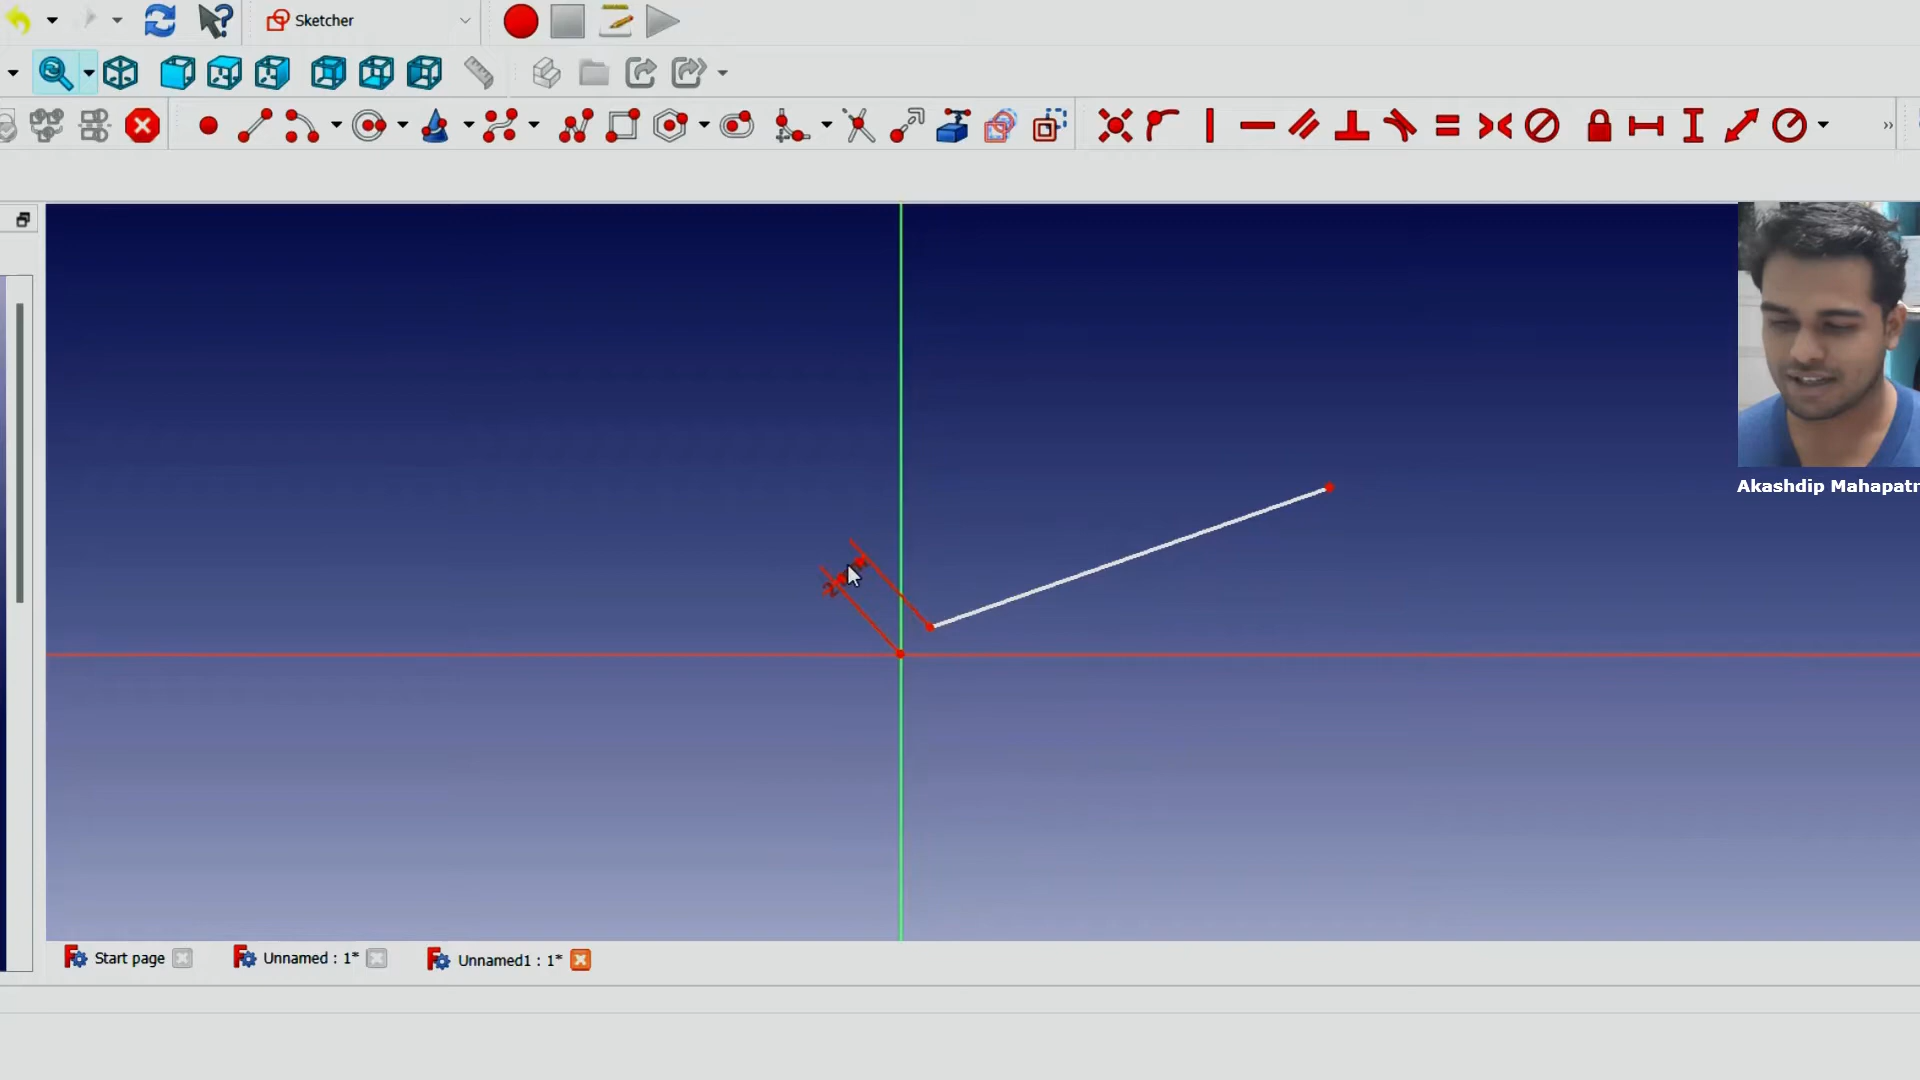 Sketcher
Akashdip Mahapatr
Start page
Unnamed : 1*
Unnamed1 : 1*